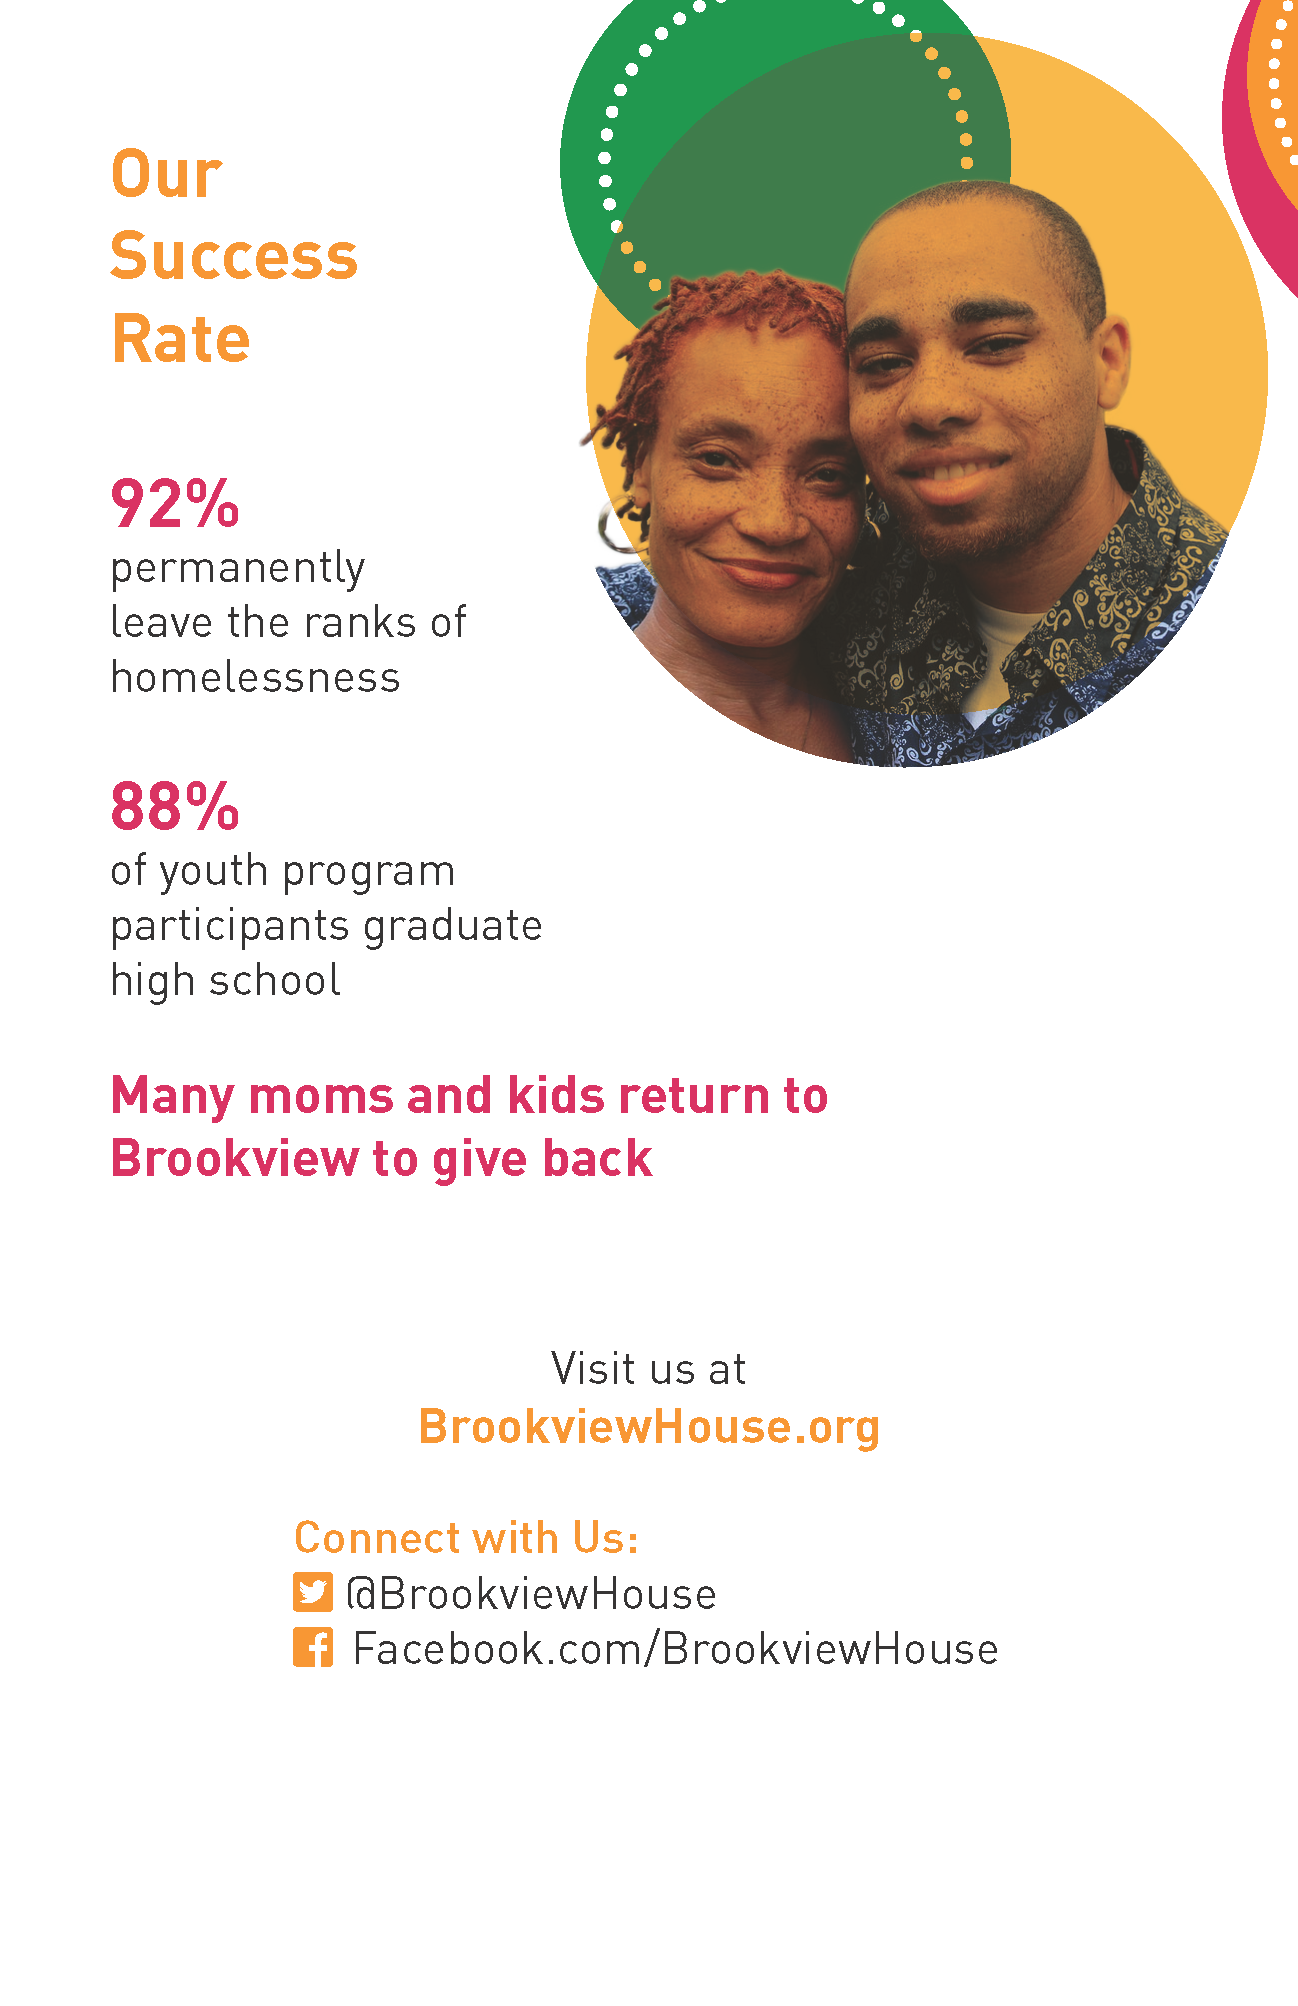 Our
Success
Rate
92%
permanently
leave the ranks of
homelessness
88%
of youth program
participants graduate
high school
Many moms and kids return to
Brookview to give back
Visit us at
BrookviewHouse.org
Connect with Us:
@BrookviewHouse
Facebook.com/BrookviewHouse